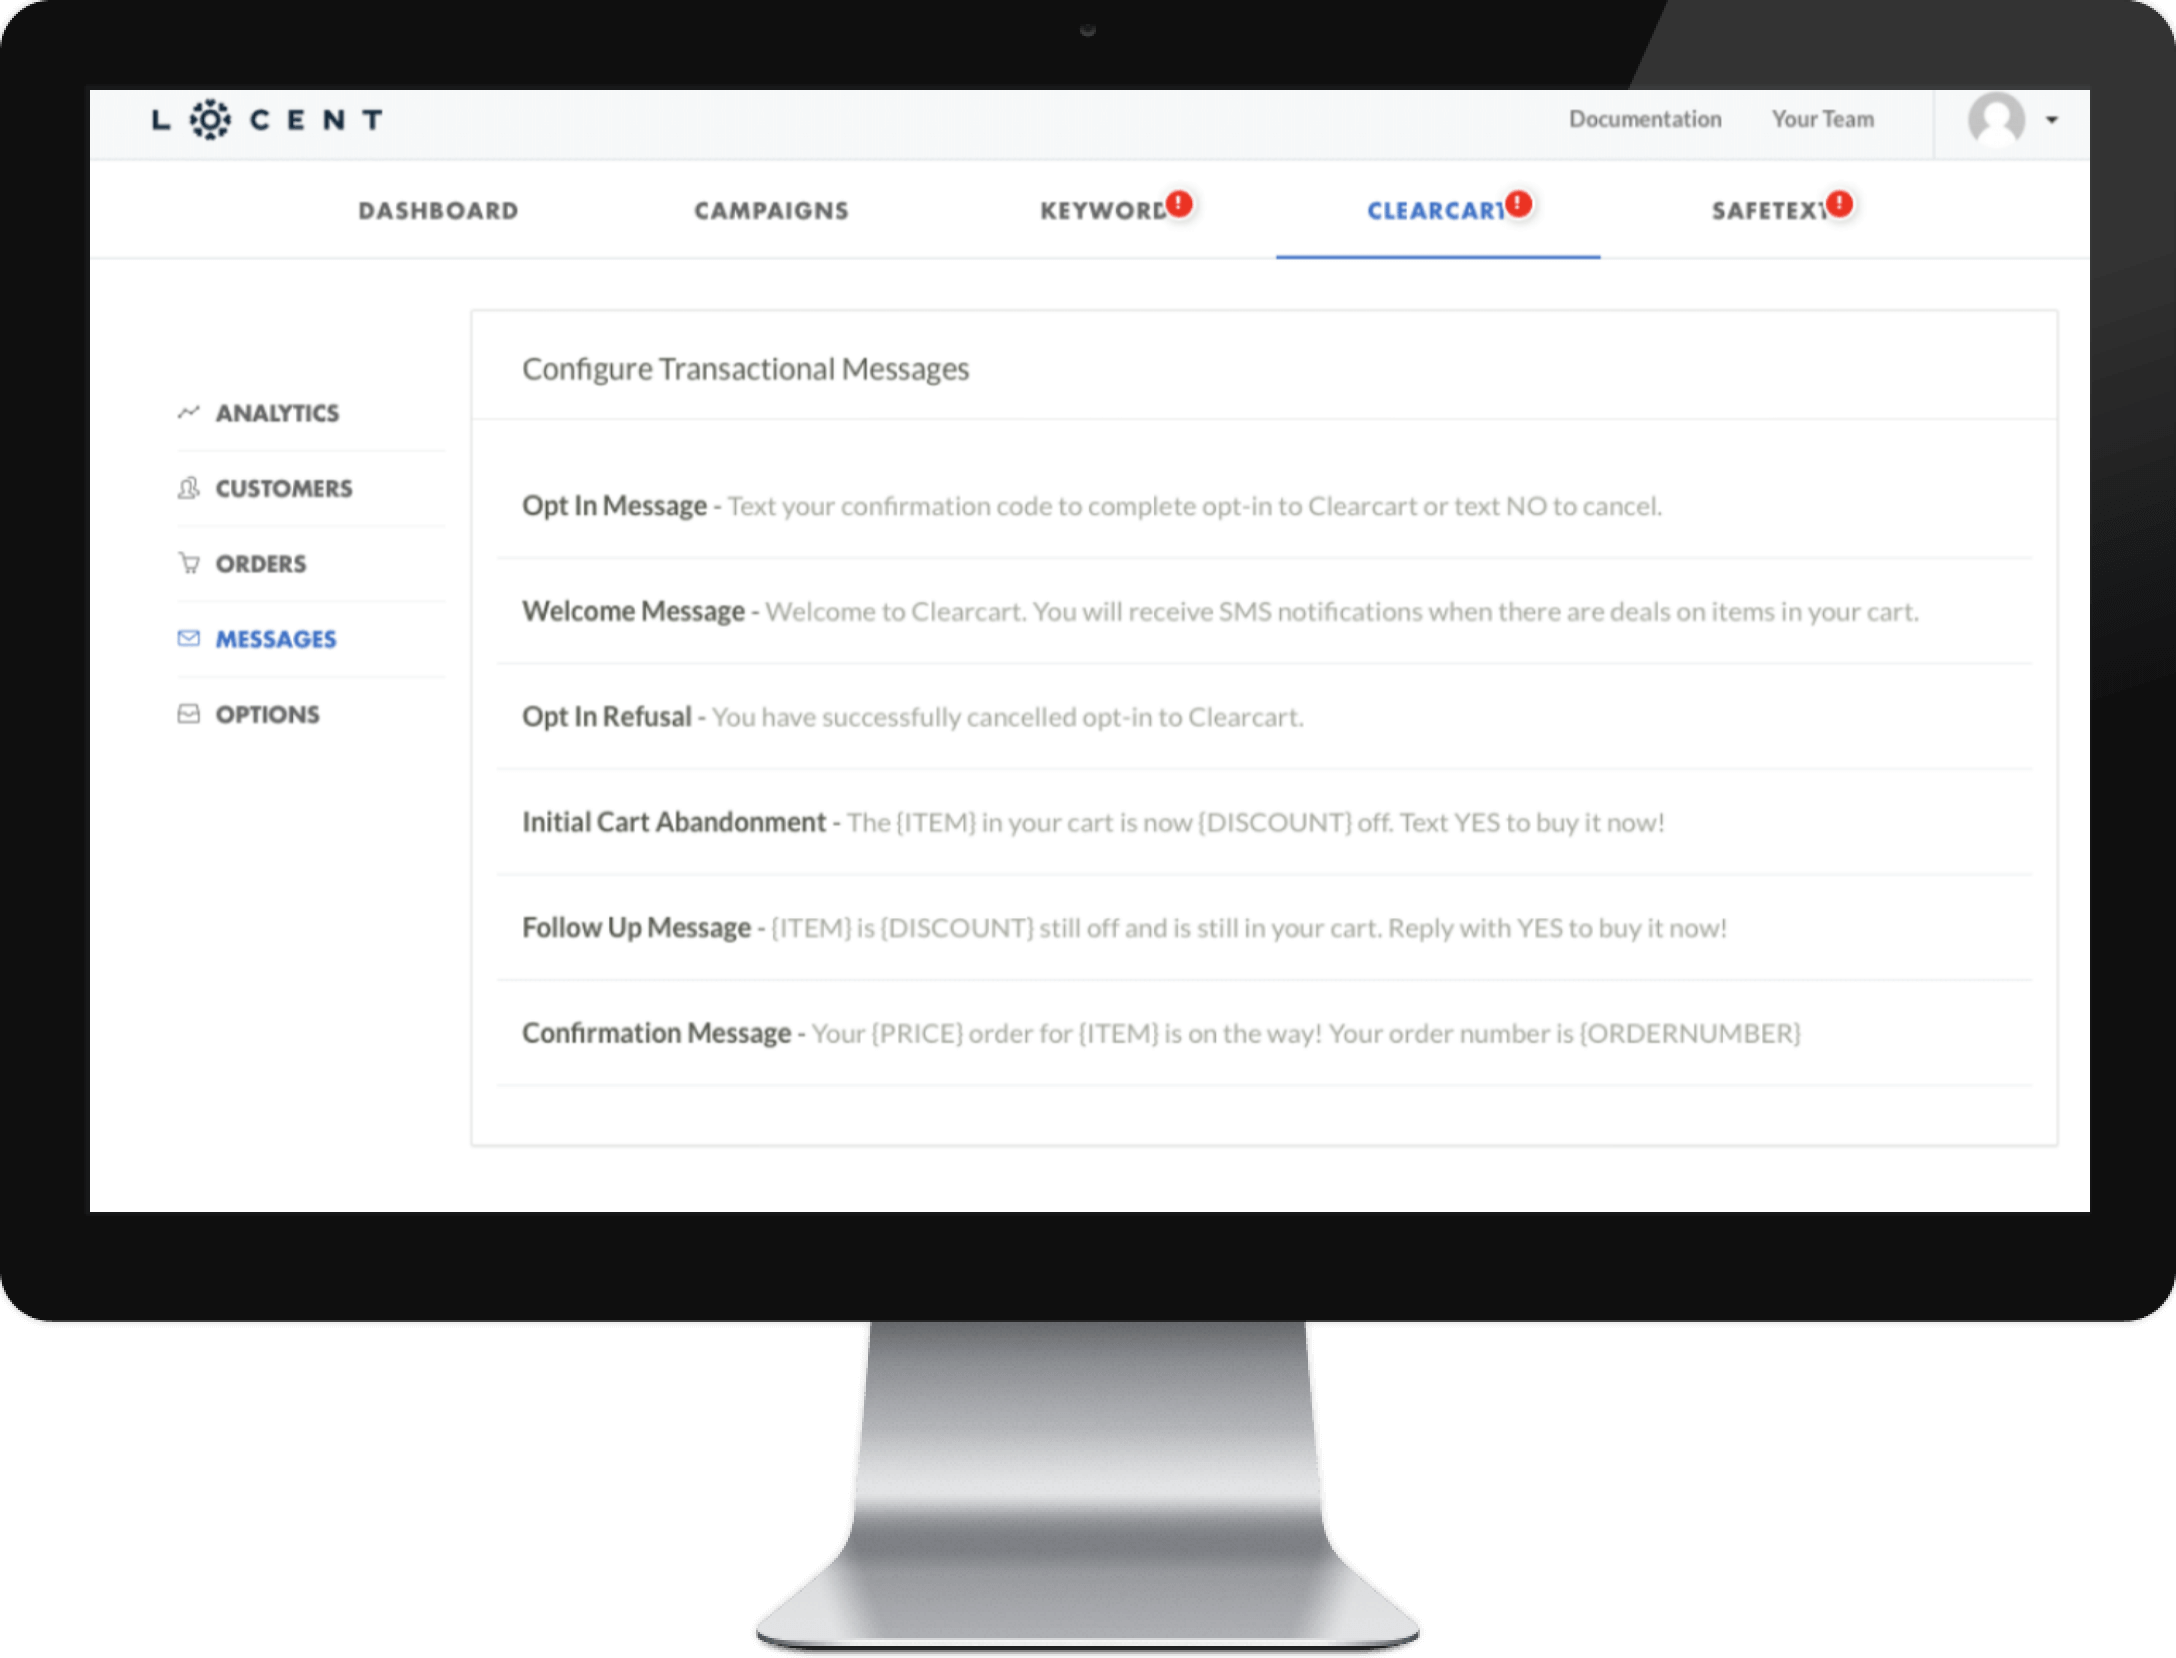 LOCENT
Documentation
Your Team
DASHBOARD
CAMPAIGNS
KEYWORD
CLEARCART
SAFETEXT
Configure Transactional Messages
ANALYTICS
CUSTOMERS
ORDERS
MESSAGES
OPTIONS
Opt In Message - Text your confirmation code to complete opt-in to Clearcart or text NO to cancel.
Welcome Message - Welcome to Clearcart. You will receive SMS notifications when there are deals on items in your cart.
Opt In Refusal - You have successfully cancelled opt-in to Clearcart.
Initial Cart Abandonment - The {ITEM} in your cart is now {DISCOUNT} off. Text YES to buy it now!
Follow Up Message - {ITEM} is {DISCOUNT} still off and is still in your cart. Reply with YES to buy it now!
Confirmation Message - Your {PRICE} order for {ITEM} is on the way! Your order number is {ORDERNUMBER}